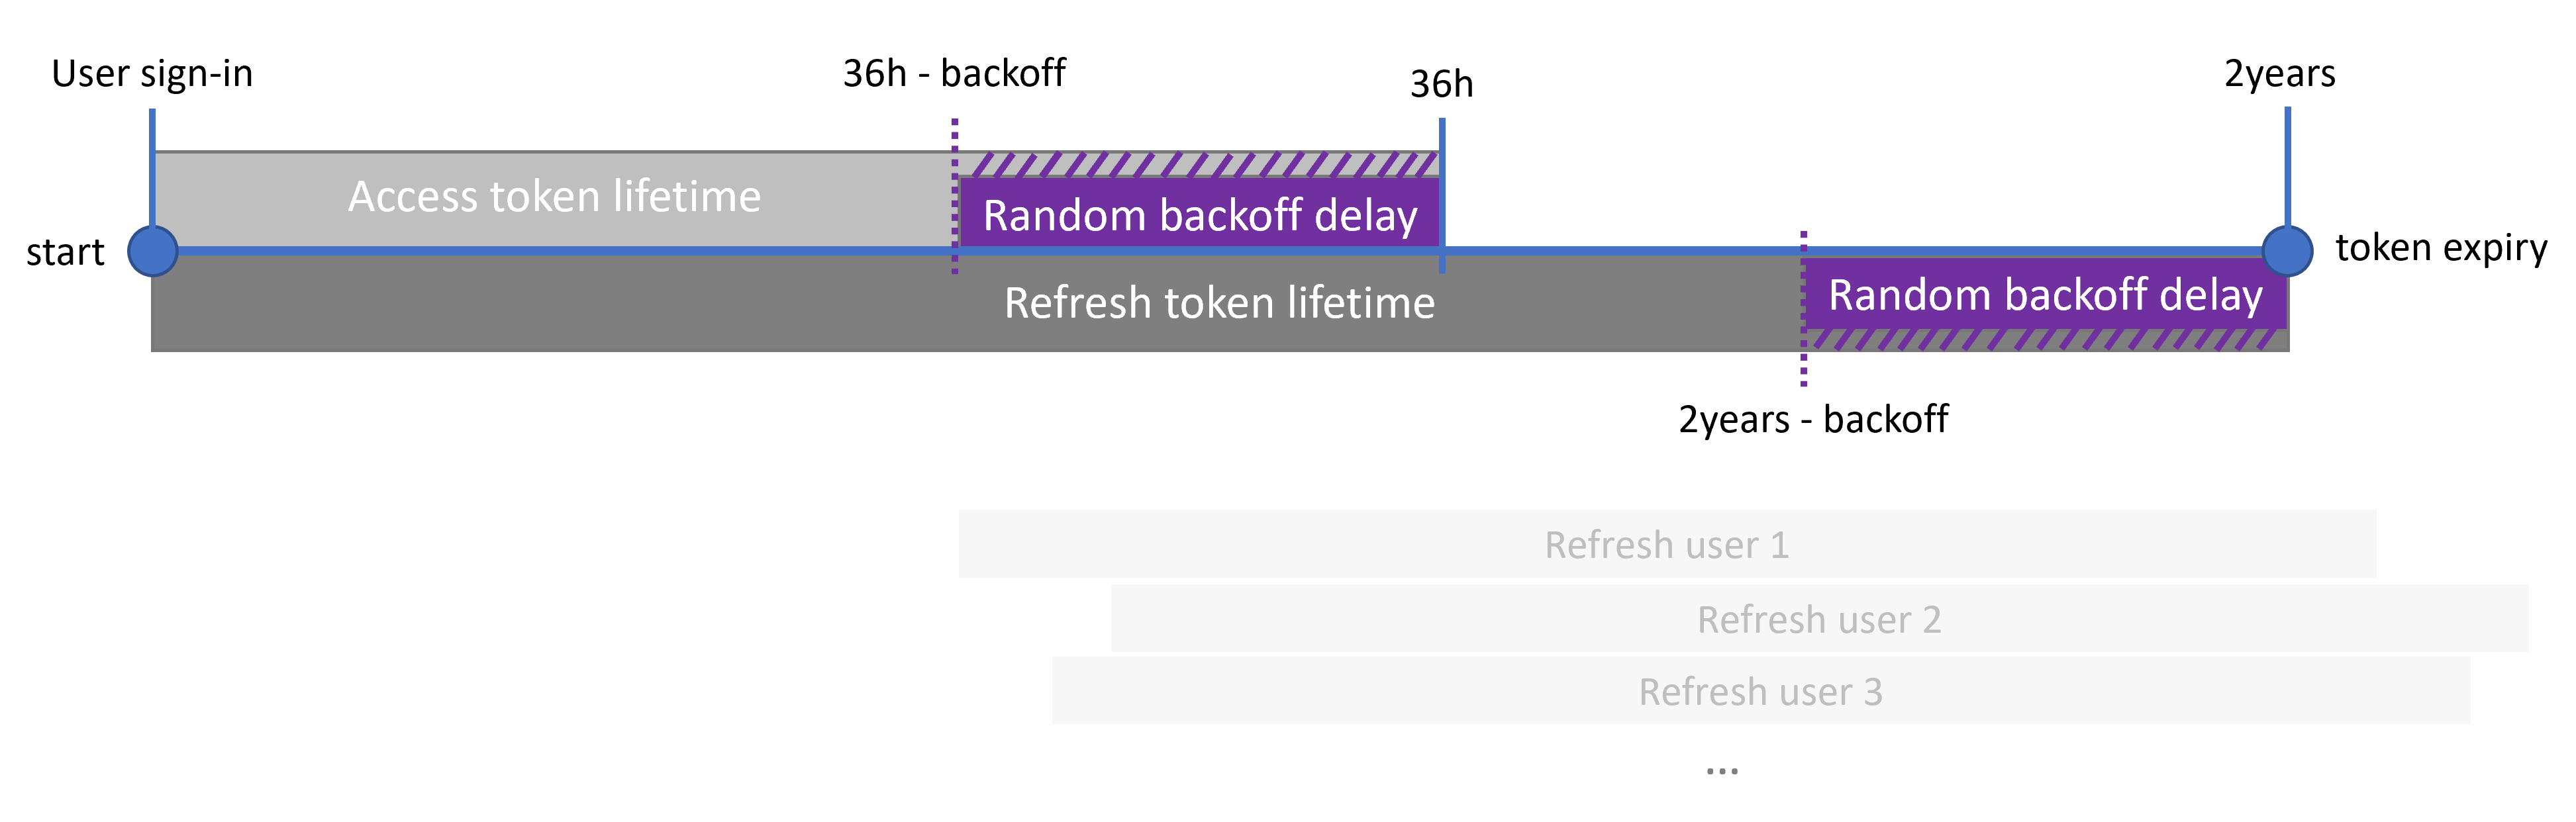 User sign-in
36h - backoff
36h
2years
Access token lifetime
Random backoff delay
start
token expiry
Refresh token lifetime
Random backoff delay
2years - backoff
Refresh user 1
Refresh user 2
Refresh user 3
...